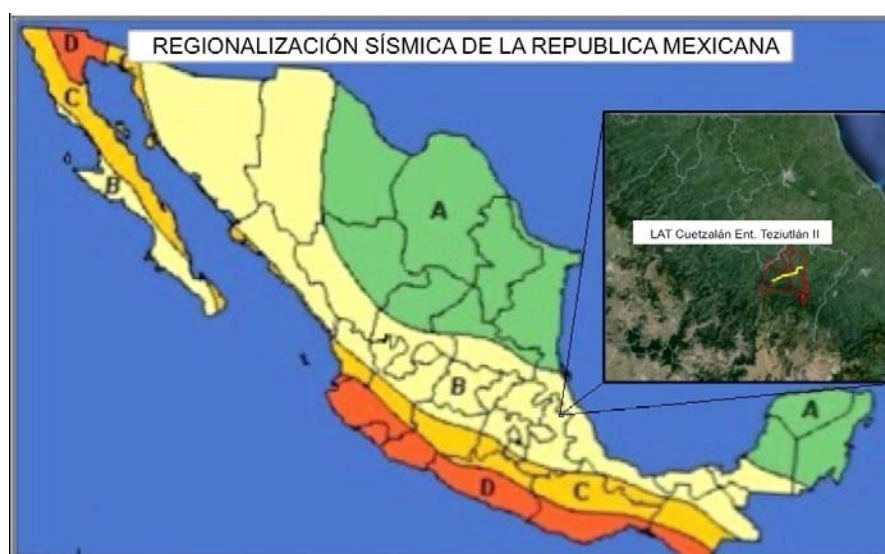 REGIONALIZACIÓN SÍSMICA DE LA REPUBLICA MEXICANA
D
C
B
A
LAT Cuetzalán Ent. Teziutlán II
B
A
D
C